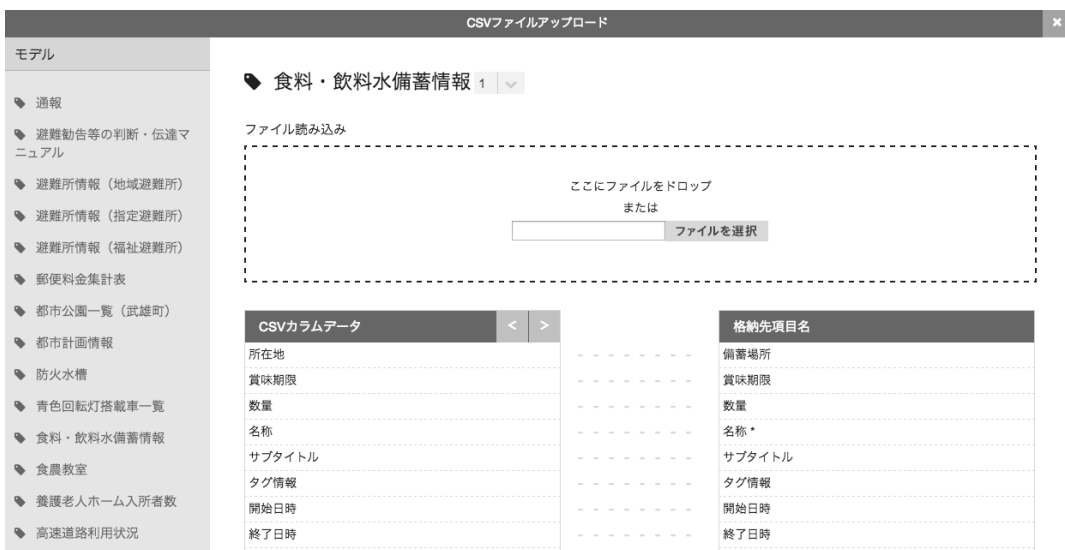 CSVファイルアップロード
×
モデル
通報
避難勧告等の判断・伝達マ
ニュアル
避難所情報（地域避難所）
避難所情報（指定避難所）
避難所情報（福祉避難所）
郵便料金集計表
都市公園一覧（武雄町）
都市計画情報
防火水槽
青色回転灯搭載車一覧
食料・飲料水備蓄情報
食農教室
養護老人ホーム入所者数
高速道路利用状況
食料・飲料水備蓄情報 1
ファイル読み込み
ここにファイルをドロップ
または
ファイルを選択
CSVカラムデータ < > 格納先項目名
所在地 - - - - - - - - 備蓄場所
賞味期限 - - - - - - - - 賞味期限
数量 - - - - - - - - 数量
名称 - - - - - - - - 名称 *
サブタイトル - - - - - - - - サブタイトル
タグ情報 - - - - - - - - タグ情報
開始日時 - - - - - - - - 開始日時
終了日時 - - - - - - - - 終了日時